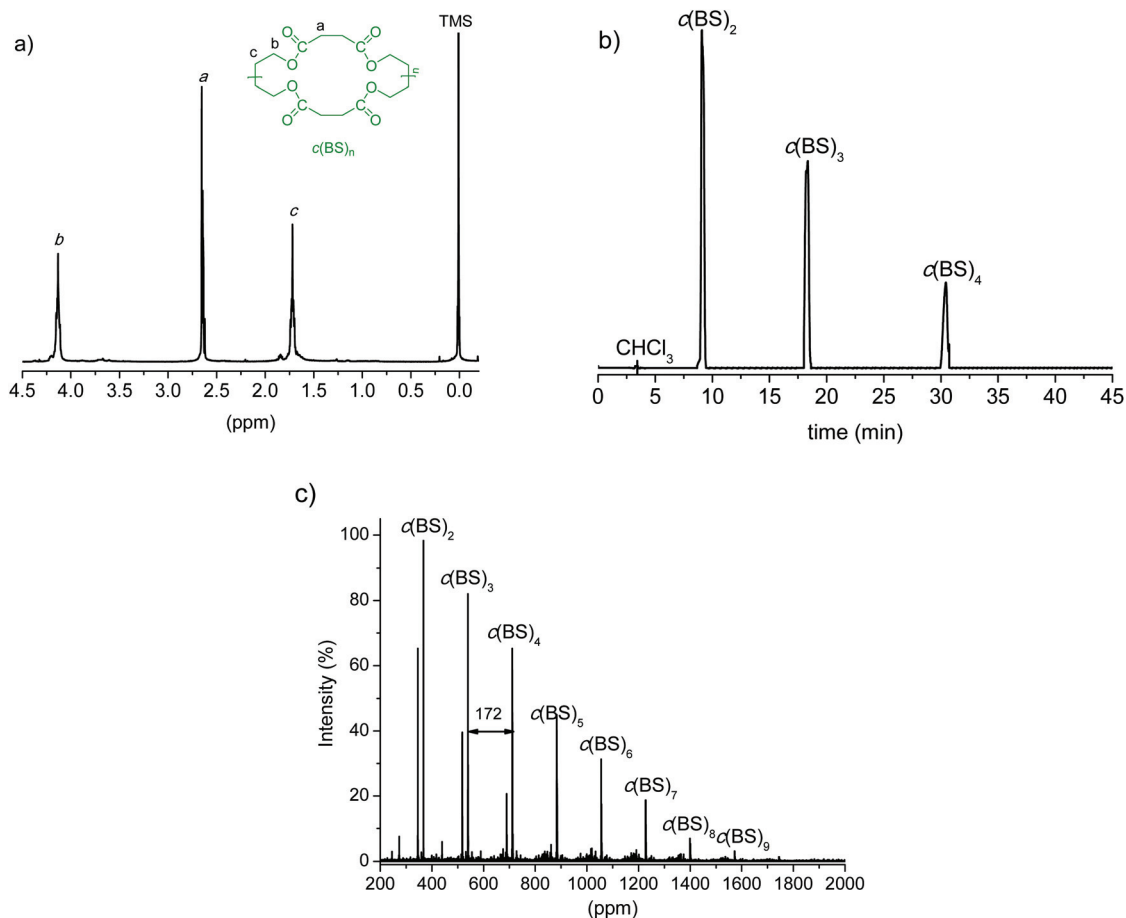 a)
TMS
a
b
c
O O
C C
O O
n
O O
C C
O O
c(BS)n
a
b
c
4.5 4.0 3.5 3.0 2.5 2.0 1.5 1.0 0.5 0.0
(ppm)
b)
c(BS)2
c(BS)3
c(BS)4
CHCl3
0 5 10 15 20 25 30 35 40 45
time (min)
c)
c(BS)2
c(BS)3
c(BS)4
172
c(BS)5
c(BS)6
c(BS)7
c(BS)8
c(BS)9
Intensity (%)
100
80
60
40
20
0
200 400 600 800 1000 1200 1400 1600 1800 2000
(ppm)